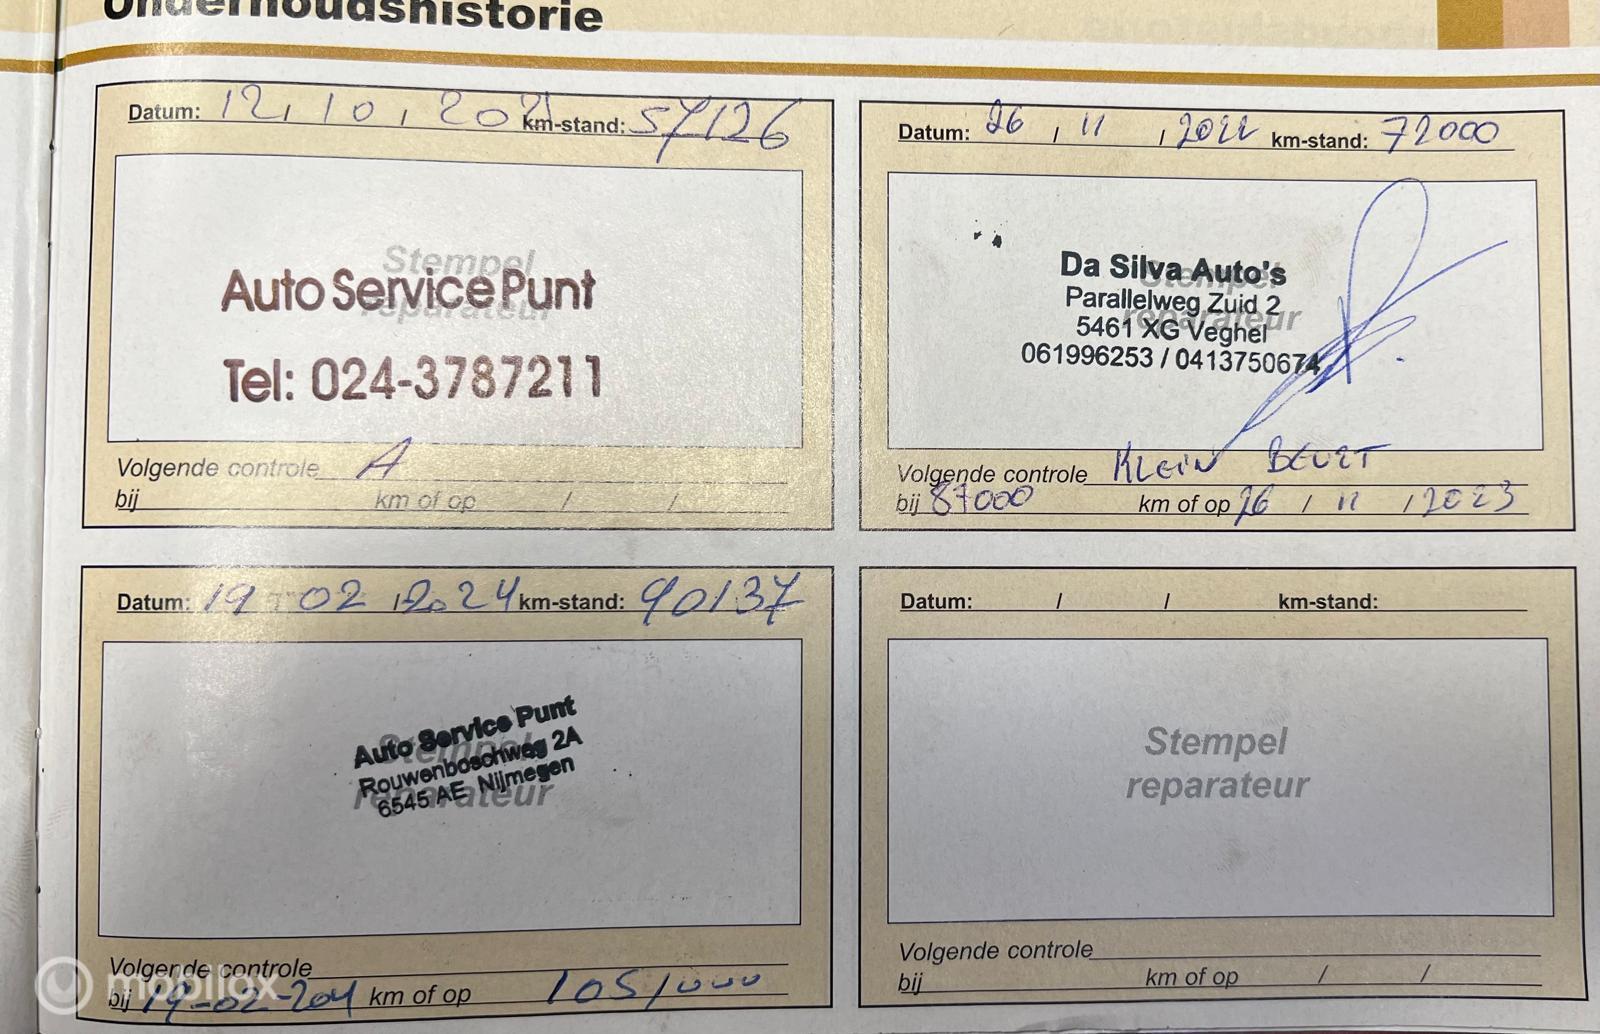 Onderhoudshistorie
Datum: 12, 10, 2021 km-stand: 57126
Stempel
reparateur
Auto Service Punt
Tel: 024-3787211
Volgende controle A
bij km of op / /
Datum: 26 , 11 , 2022 km-stand: 72000
Stempel
reparateur
Da Silva Auto's
Parallelweg Zuid 2
5461 XG Veghel
061996253 / 0413750674
Volgende controle KLEIN BEURT
bij 87000 km of op 26 / 11 / 2023
Datum: 19 02 , 2024 km-stand: 90137
Stempel
reparateur
Auto Service Punt
Rouwenboschweg 2A
6545 AE Nijmegen
Volgende controle
bij 19-02- km of op 105/000
Datum: / / km-stand:
Stempel
reparateur
Volgende controle
bij km of op / /
mobilox